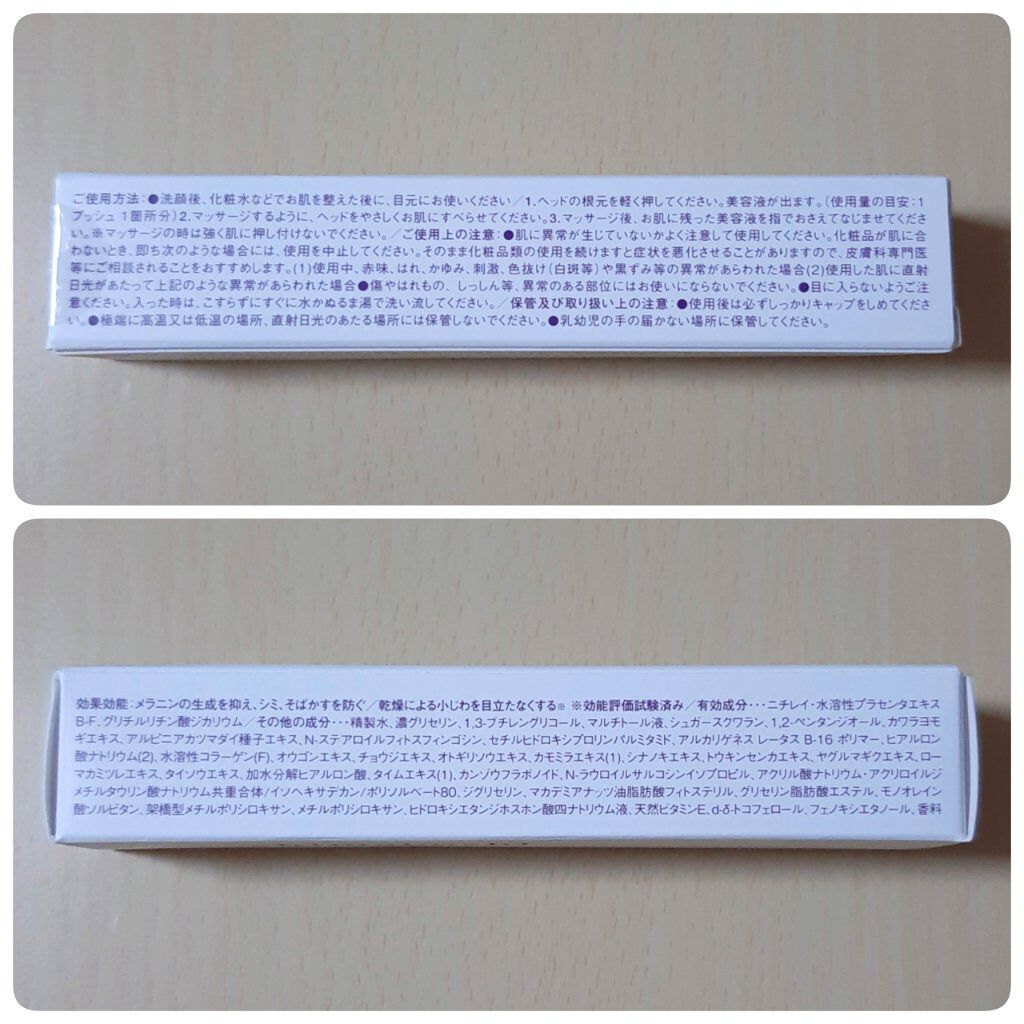 ご使用方法:●洗顔後、化粧水などでお肌を整えた後に、目元にお使いください/1.ヘッドの根元を軽く押してください。美容液が出ます。(使用量の目安:1
プッシュ 1箇所分)2.マッサージするように、ヘッドをやさしくお肌にすべらせてください。3.マッサージ後、お肌に残った美容液を指でおさえてなじませてくださ
い。※マッサージの時は強く肌に押し付けないでください。/ご使用上の注意:●肌に異常が生じていないかよく注意して使用してください。化粧品が肌に合
わないとき、即ち次のような場合には、使用を中止してください。そのまま化粧品類の使用を続けますと症状を悪化させることがありますので、皮膚科専門医
等にご相談されることをおすすめします。(1)使用中、赤味、はれ、かゆみ、刺激、色抜け(白斑等)や黒ずみ等の異常があらわれた場合(2)使用した肌に直射
日光があたって上記のような異常があらわれた場合●傷やはれもの、しっしん等、異常のある部位にはお使いにならないでください。●目に入らないようご注
意ください。入った時は、こすらずにすぐに水かぬるま湯で洗い流してください。/保管及び取り扱い上の注意:●使用後は必ずしっかりキャップをしめてくださ
い。●極端に高温又は低温の場所、直射日光のあたる場所には保管しないでください。●乳幼児の手の届かない場所に保管してください。
効果効能:メラニンの生成を抑え、シミ、そばかすを防ぐ/乾燥による小じわを目立たなくする※ ※効能評価試験済み/有効成分･･･ニチレイ・水溶性プラセンタエキス
B-F、グリチルリチン酸ジカリウム/その他の成分･･･精製水、濃グリセリン、1,3-ブチレングリコール、マルチトール液、シュガースクワラン、1,2-ペンタンジオール、カワラヨモ
ギエキス、アルピニアカツマダイ種子エキス、N-ステアロイルフィトスフィンゴシン、セチルヒドロキシプロリンパルミタミド、アルカリゲネス レータス B-16 ポリマー、ヒアルロン
酸ナトリウム(2)、水溶性コラーゲン(F)、オウゴンエキス、チョウジエキス、オトギリソウエキス、カモミラエキス(1)、シナノキエキス、トウキンセンカエキス、ヤグルマギクエキス、ロー
マカミツレエキス、タイソウエキス、加水分解ヒアルロン酸、タイムエキス(1)、カンゾウフラボノイド、N-ラウロイルサルコシンイソプロピル、アクリル酸ナトリウム・アクリロイルジ
メチルタウリン酸ナトリウム共重合体/イソヘキサデカン/ポリソルベート80、ジグリセリン、マカデミアナッツ油脂肪酸フィトステリル、グリセリン脂肪酸エステル、モノオレイン
酸ソルビタン、架橋型メチルポリシロキサン、メチルポリシロキサン、ヒドロキシエタンジホスホン酸四ナトリウム液、天然ビタミンE、d-δ-トコフェロール、フェノキシエタノール、香料